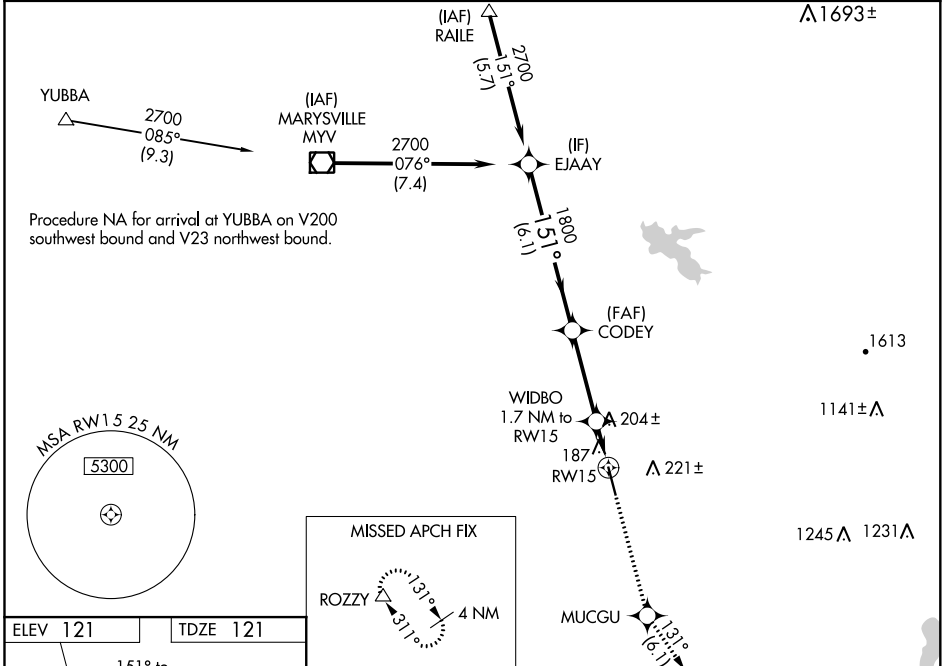 (IAF)
RAILE
1693±
2700
151°
(5.7)
YUBBA
2700
085°
(9.3)
(IAF)
MARYSVILLE
MYV
2700
076°
(7.4)
(IF)
EJAAY
Procedure NA for arrival at YUBBA on V200
southwest bound and V23 northwest bound.
1800
151°
(6.1)
(FAF)
CODEY
1613
WIDBO
1.7 NM to
RW15
204±
1141±
187
RW15
221±
MSA RW15 25 NM
5300
1245
1231
MISSED APCH FIX
ROZZY
131°
311°
4 NM
MUCGU
131°
(6.1)
ELEV 121
TDZE 121
151° to